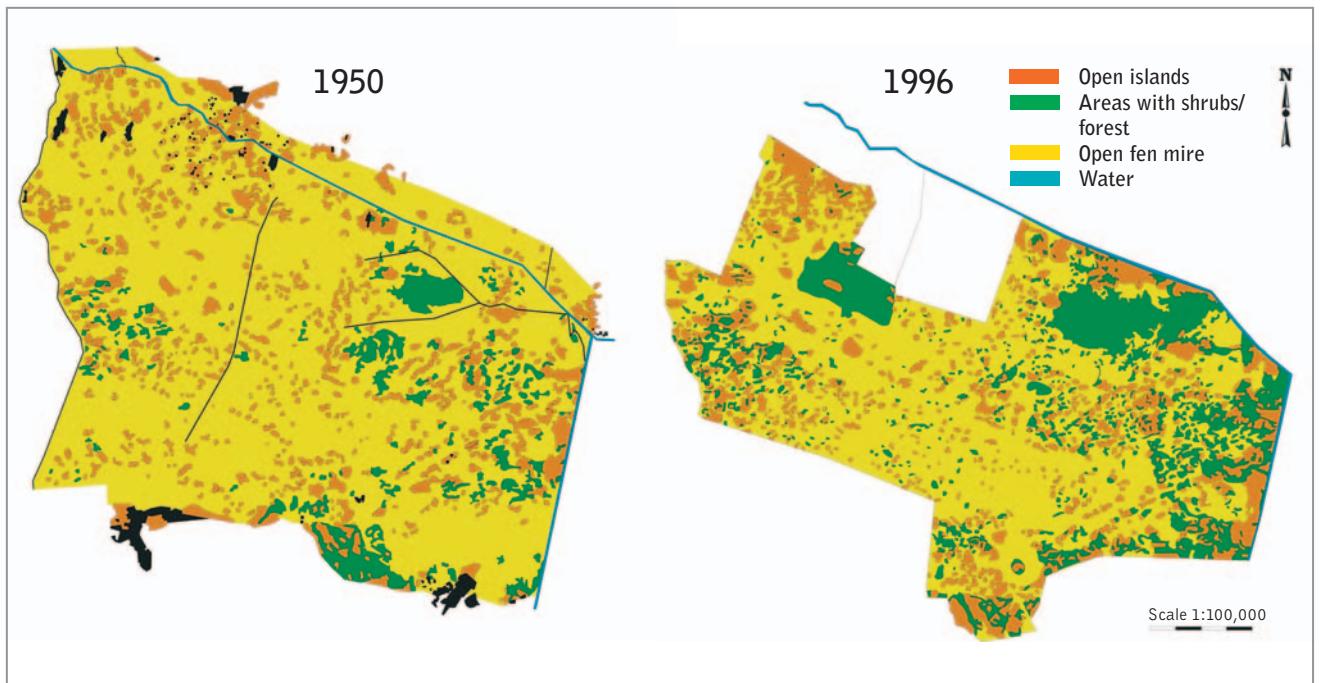 1950
1996
Open islands
Areas with shrubs/
forest
Open fen mire
Water
N
Scale 1:100,000